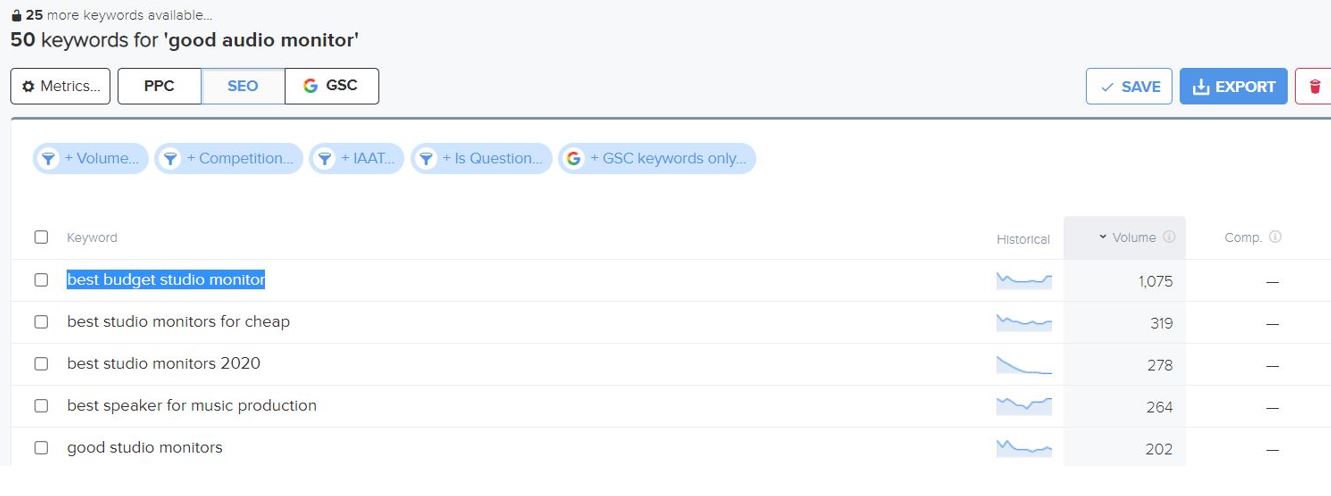 25 more keywords available...
50 keywords for 'good audio monitor'
Metrics... PPC SEO GSC SAVE EXPORT
+ Volume... + Competition... + IAAT... + Is Question... + GSC keywords only...
Keyword Historical Volume Comp.
best budget studio monitor 1,075 —
best studio monitors for cheap 319 —
best studio monitors 2020 278 —
best speaker for music production 264 —
good studio monitors 202 —